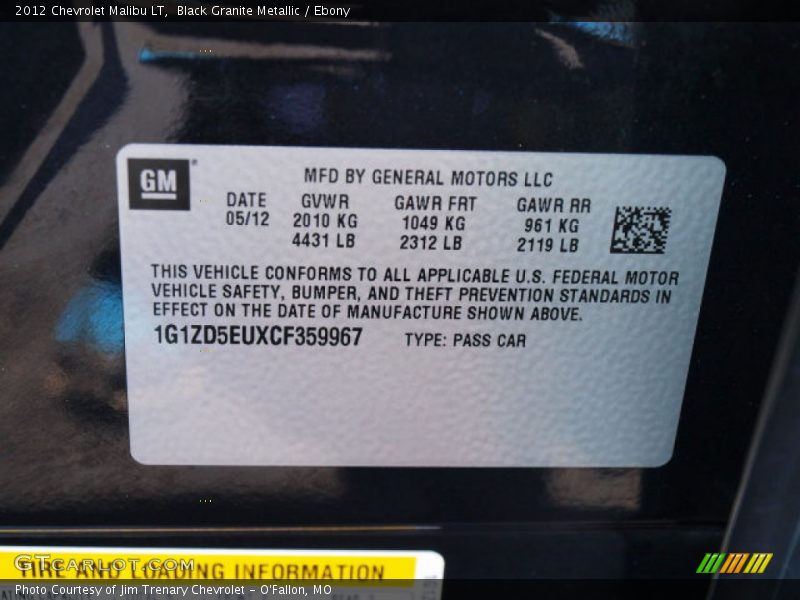 2012 Chevrolet Malibu LT, Black Granite Metallic / Ebony
GM
MFD BY GENERAL MOTORS LLC
DATE GVWR GAWR FRT GAWR RR
05/12 2010 KG 1049 KG 961 KG
4431 LB 2312 LB 2119 LB
THIS VEHICLE CONFORMS TO ALL APPLICABLE U.S. FEDERAL MOTOR
VEHICLE SAFETY, BUMPER, AND THEFT PREVENTION STANDARDS IN
EFFECT ON THE DATE OF MANUFACTURE SHOWN ABOVE.
1G1ZD5EUXCF359967 TYPE: PASS CAR
GTCARLOT.COM
TIRE AND LOADING INFORMATION
Photo Courtesy of Jim Trenary Chevrolet - O'Fallon, MO